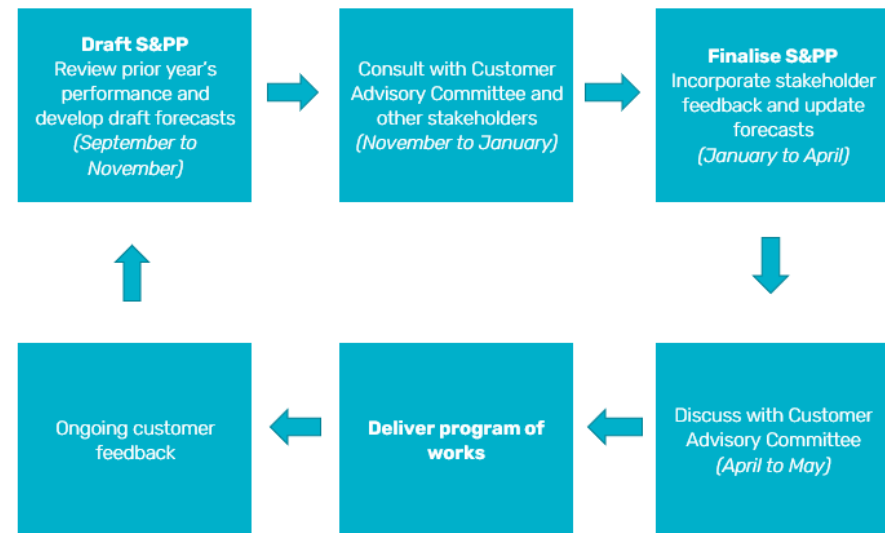 Draft S&PP
Review prior year's
performance and
develop draft forecasts
(September to
November)
Consult with Customer
Advisory Committee and
other stakeholders
(November to January)
Finalise S&PP
Incorporate stakeholder
feedback and update
forecasts
(January to April)
Discuss with Customer
Advisory Committee
(April to May)
Deliver program of
works
Ongoing customer
feedback